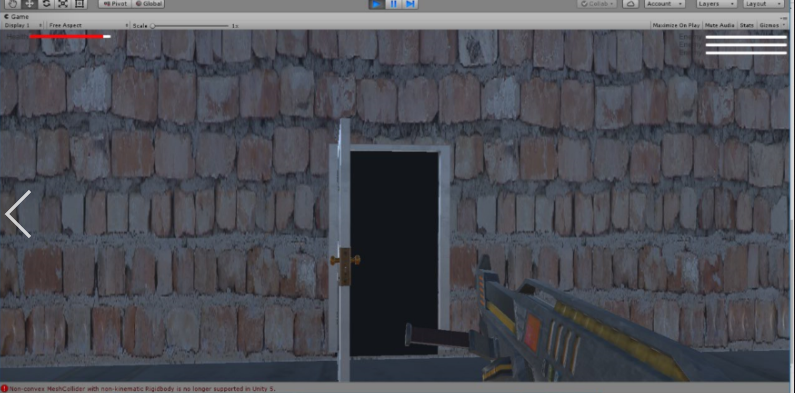 Pivot Global Collab Account Layers Layout
Game
Display 1 Free Aspect Scale 1x Maximize On Play Mute Audio Stats Gizmos
Non-convex MeshCollider with non-kinematic Rigidbody is no longer supported in Unity 5.